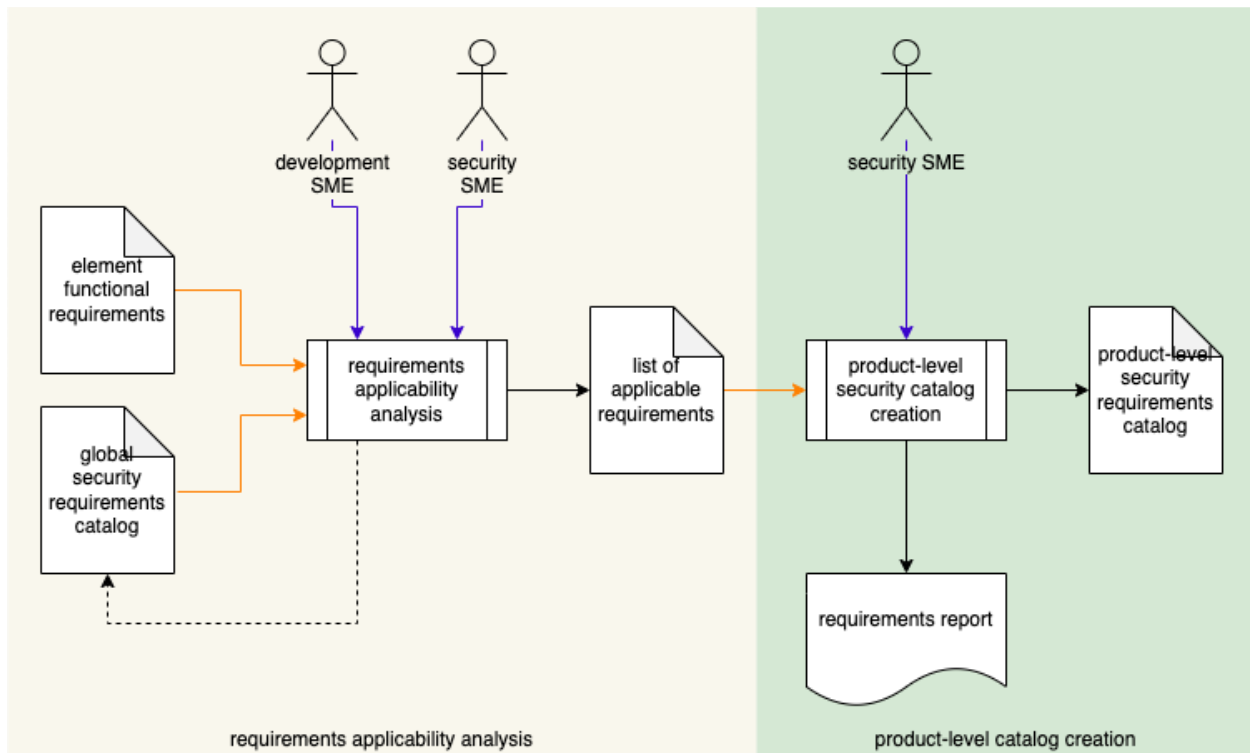 development
SME
security
SME
security SME
element
functional
requirements
global
security
requirements
catalog
requirements
applicability
analysis
list of
applicable
requirements
product-level
security catalog
creation
product-level
security
requirements
catalog
requirements report
requirements applicability analysis
product-level catalog creation